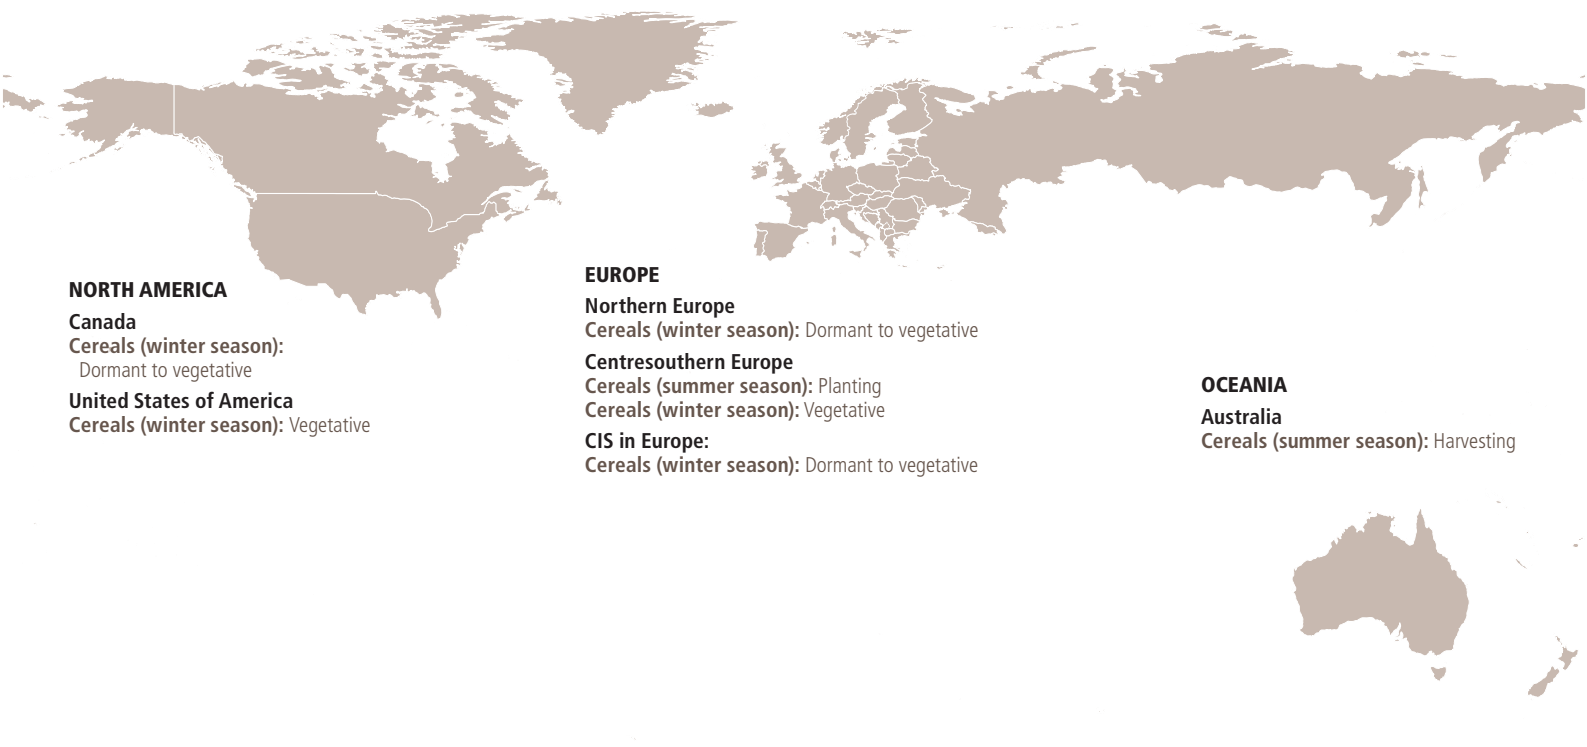 NORTH AMERICA
Canada
Cereals (winter season):
Dormant to vegetative
United States of America
Cereals (winter season): Vegetative
EUROPE
Northern Europe
Cereals (winter season): Dormant to vegetative
Centresouthern Europe
Cereals (summer season): Planting
Cereals (winter season): Vegetative
CIS in Europe:
Cereals (winter season): Dormant to vegetative
OCEANIA
Australia
Cereals (summer season): Harvesting